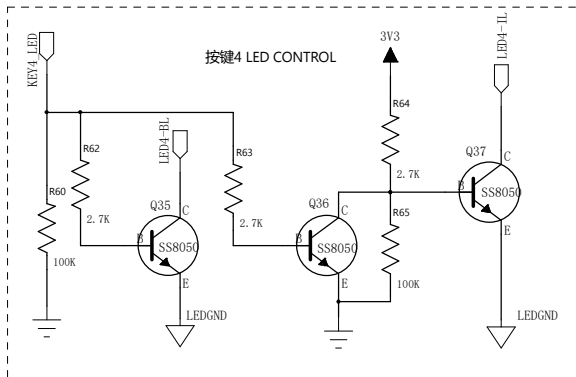 KEY4_LED
按键4 LED CONTROL
3V3
LED4-IL
R62
LED4-BL
R63
R64
Q37
R60
2.7K
Q35
C
B
SS8050
E
2.7K
Q36
C
B
SS8050
E
2.7K
R65
C
B
SS8050
E
100K
100K
LEDGND
LEDGND